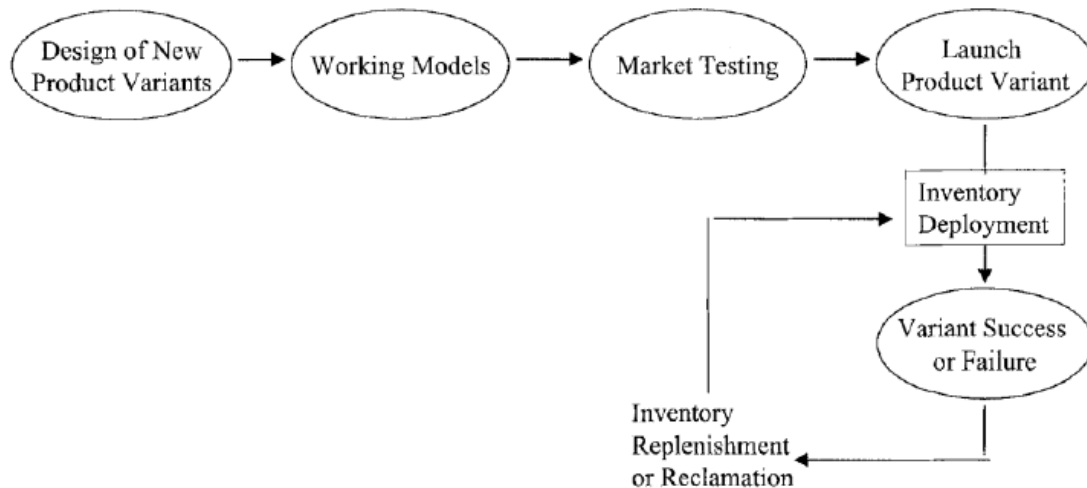 Design of New
Product Variants
Working Models
Market Testing
Launch
Product Variant
Inventory
Deployment
Variant Success
or Failure
Inventory
Replenishment
or Reclamation